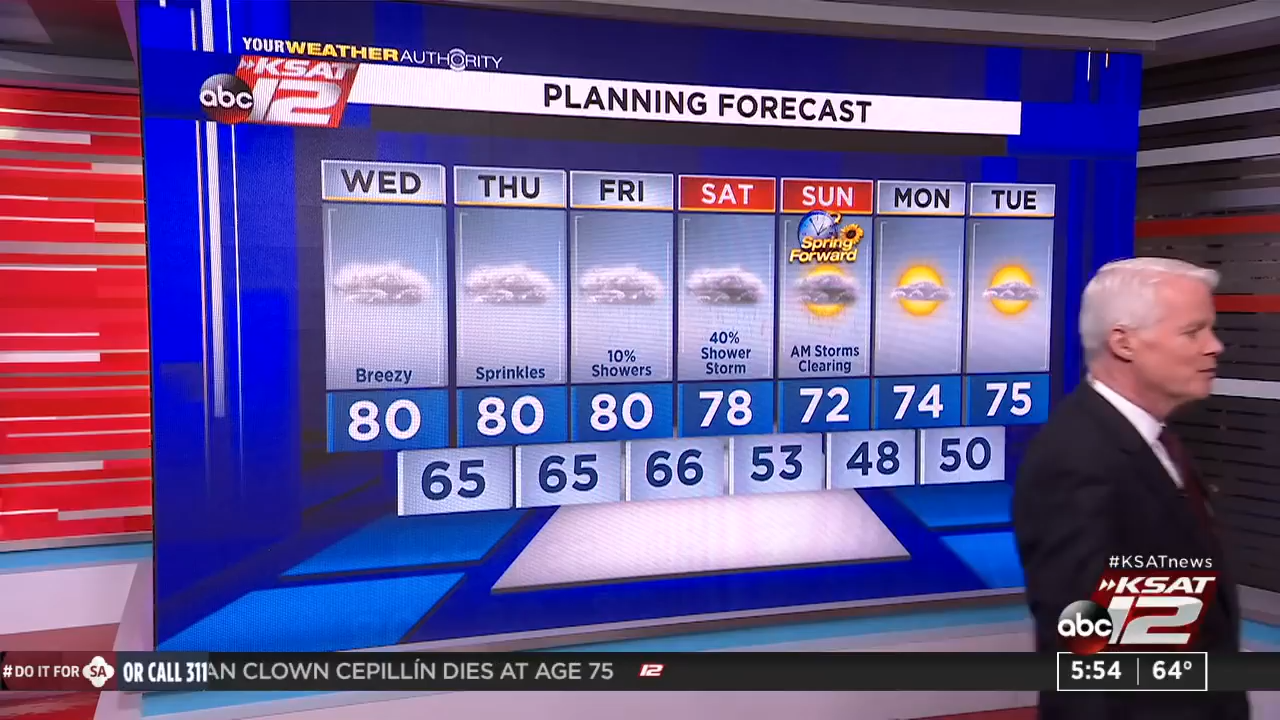 YOURWEATHERAUTHORITY
»KSAT
abc 12
PLANNING FORECAST
WED THU FRI SAT SUN MON TUE
Spring
Forward
Breezy
Sprinkles
10%
Showers
40%
Shower
Storm
AM Storms
Clearing
80 80 80 78 72 74 75
65 65 66 53 48 50
#KSATnews
»KSAT
abc 12
#DO IT FOR SA OR CALL 311 AN CLOWN CEPILLÍN DIES AT AGE 75 12
5:54 64°